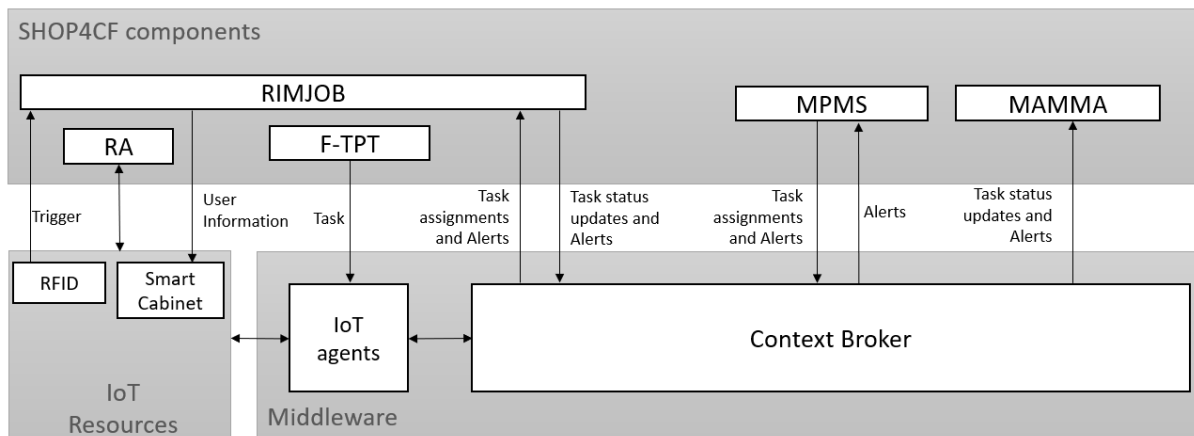 SHOP4CF components
RIMJOB
MPMS
MAMMA
RA
F-TPT
Trigger
User
Information
Task
Task
assignments
and Alerts
Task status
updates and
Alerts
Task
assignments
and Alerts
Alerts
Task status
updates and
Alerts
RFID
Smart
Cabinet
IoT
agents
Context Broker
IoT
Resources
Middleware